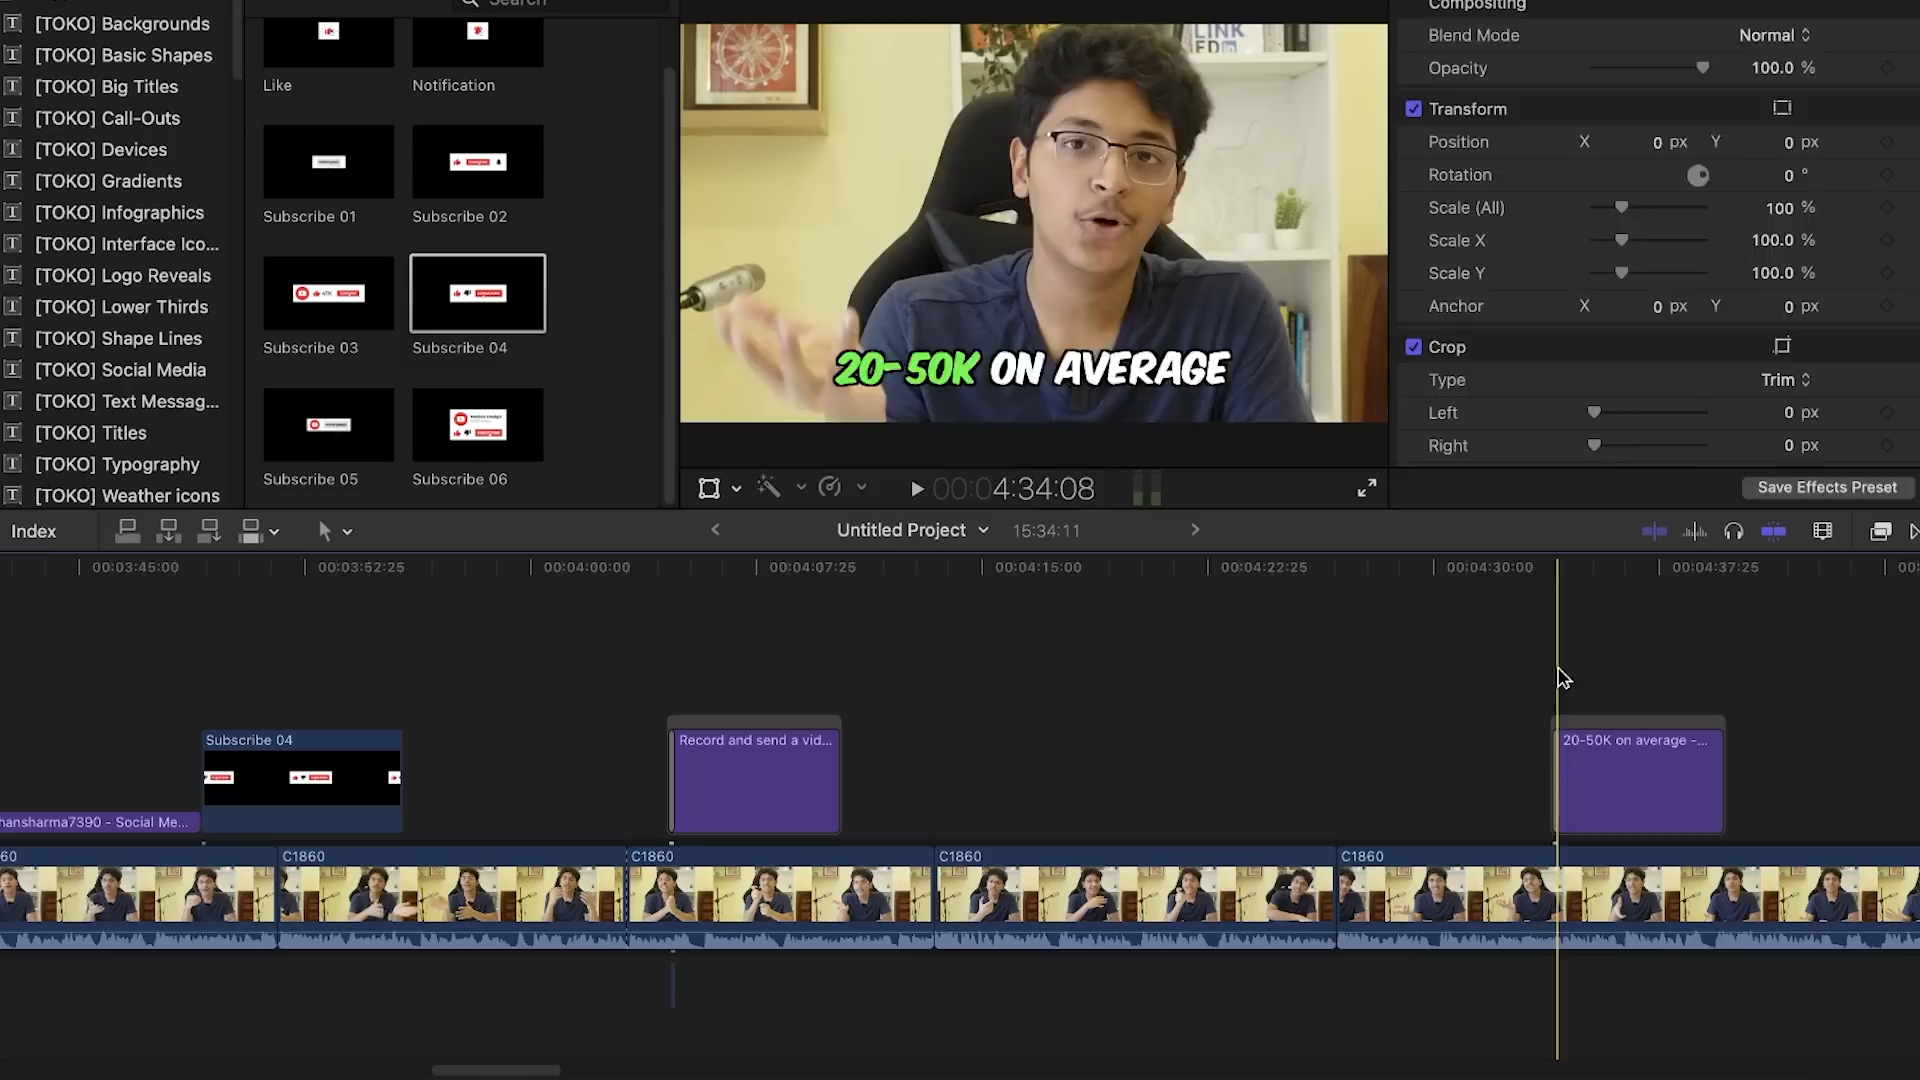 [TOKO] Backgrounds
[TOKO] Basic Shapes
[TOKO] Big Titles
[TOKO] Call-Outs
[TOKO] Devices
[TOKO] Gradients
[TOKO] Infographics
[TOKO] Interface Ico...
[TOKO] Logo Reveals
[TOKO] Lower Thirds
[TOKO] Shape Lines
[TOKO] Social Media
[TOKO] Text Messag...
[TOKO] Titles
[TOKO] Typography
[TOKO] Weather icons
Search
Like
Notification
Subscribe 01
Subscribe 02
Subscribe 03
Subscribe 04
Subscribe 05
Subscribe 06
LINK
ED in
20-50K ON AVERAGE
00:04:34:08
Compositing
Blend Mode Normal
Opacity 100.0 %
Transform
Position X 0 px Y 0 px
Rotation 0 °
Scale (All) 100 %
Scale X 100.0 %
Scale Y 100.0 %
Anchor X 0 px Y 0 px
Crop
Type Trim
Left 0 px
Right 0 px
Save Effects Preset
Index
Untitled Project 15:34:11
00:03:45:00 00:03:52:25 00:04:00:00 00:04:07:25 00:04:15:00 00:04:22:25 00:04:30:00 00:04:37:25 00:
Subscribe 04
Record and send a vid...
20-50K on average -...
hansharma7390 - Social Me...
60 C1860 C1860 C1860 C1860